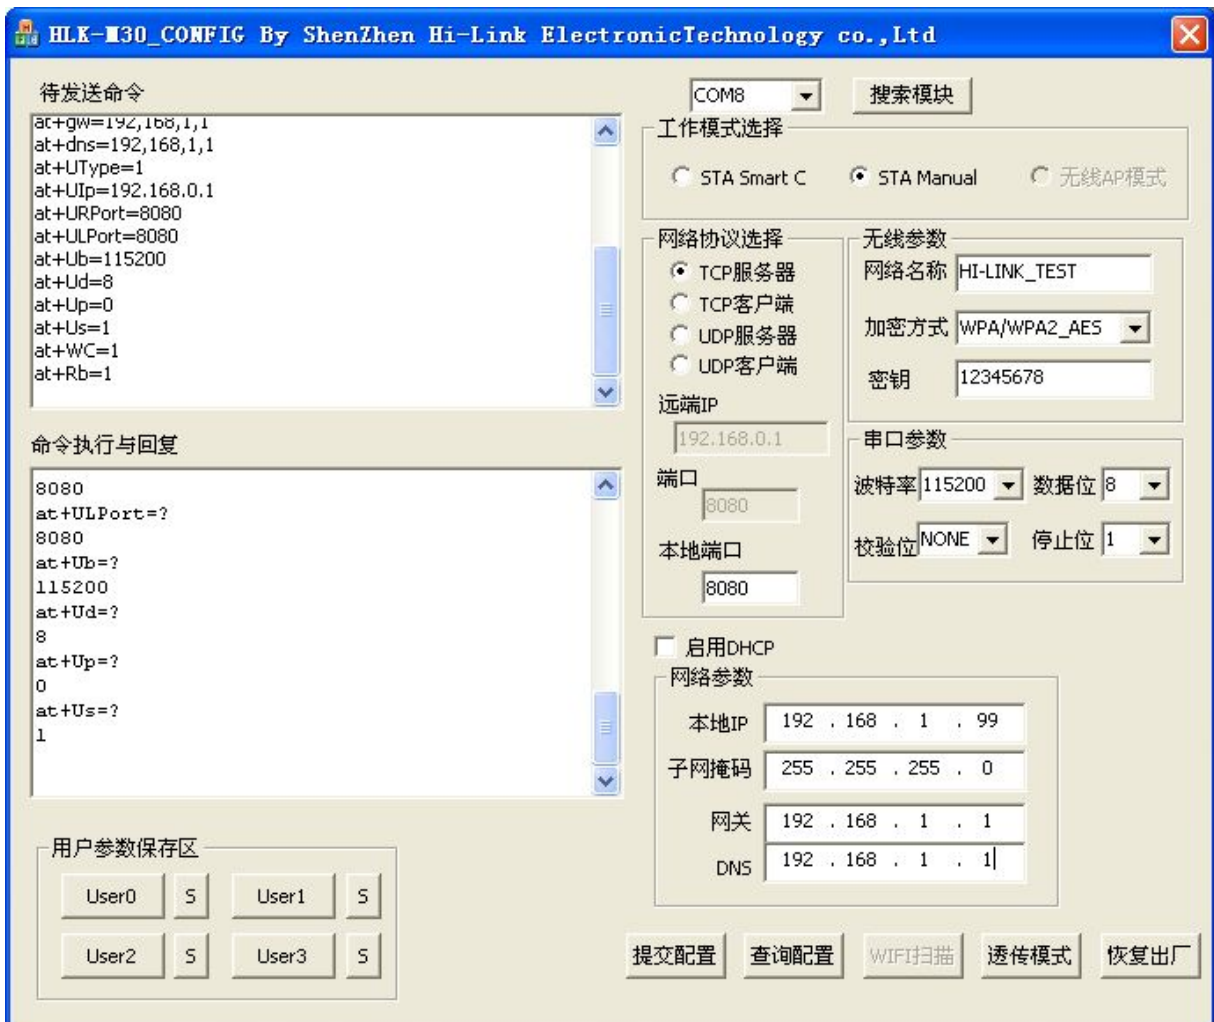 HLK-M30_CONFIG By ShenZhen Hi-Link ElectronicTechnology co.,Ltd
待发送命令
at+gw=192,168,1,1
at+dns=192,168,1,1
at+UType=1
at+UIp=192.168.0.1
at+URPort=8080
at+ULPort=8080
at+Ub=115200
at+Ud=8
at+Up=0
at+Us=1
at+WC=1
at+Rb=1
命令执行与回复
8080
at+ULPort=?
8080
at+Ub=?
115200
at+Ud=?
8
at+Up=?
0
at+Us=?
1
用户参数保存区
User0 S User1 S
User2 S User3 S
COM8 搜索模块
工作模式选择
STA Smart C STA Manual 无线AP模式
网络协议选择
TCP服务器
TCP客户端
UDP服务器
UDP客户端
远端IP
192.168.0.1
端口
8080
本地端口
8080
无线参数
网络名称 HI-LINK_TEST
加密方式 WPA/WPA2_AES
密钥 12345678
串口参数
波特率 115200 数据位 8
校验位 NONE 停止位 1
启用DHCP
网络参数
本地IP 192 . 168 . 1 . 99
子网掩码 255 . 255 . 255 . 0
网关 192 . 168 . 1 . 1
DNS 192 . 168 . 1 . 1
提交配置 查询配置 WIFI扫描 透传模式 恢复出厂